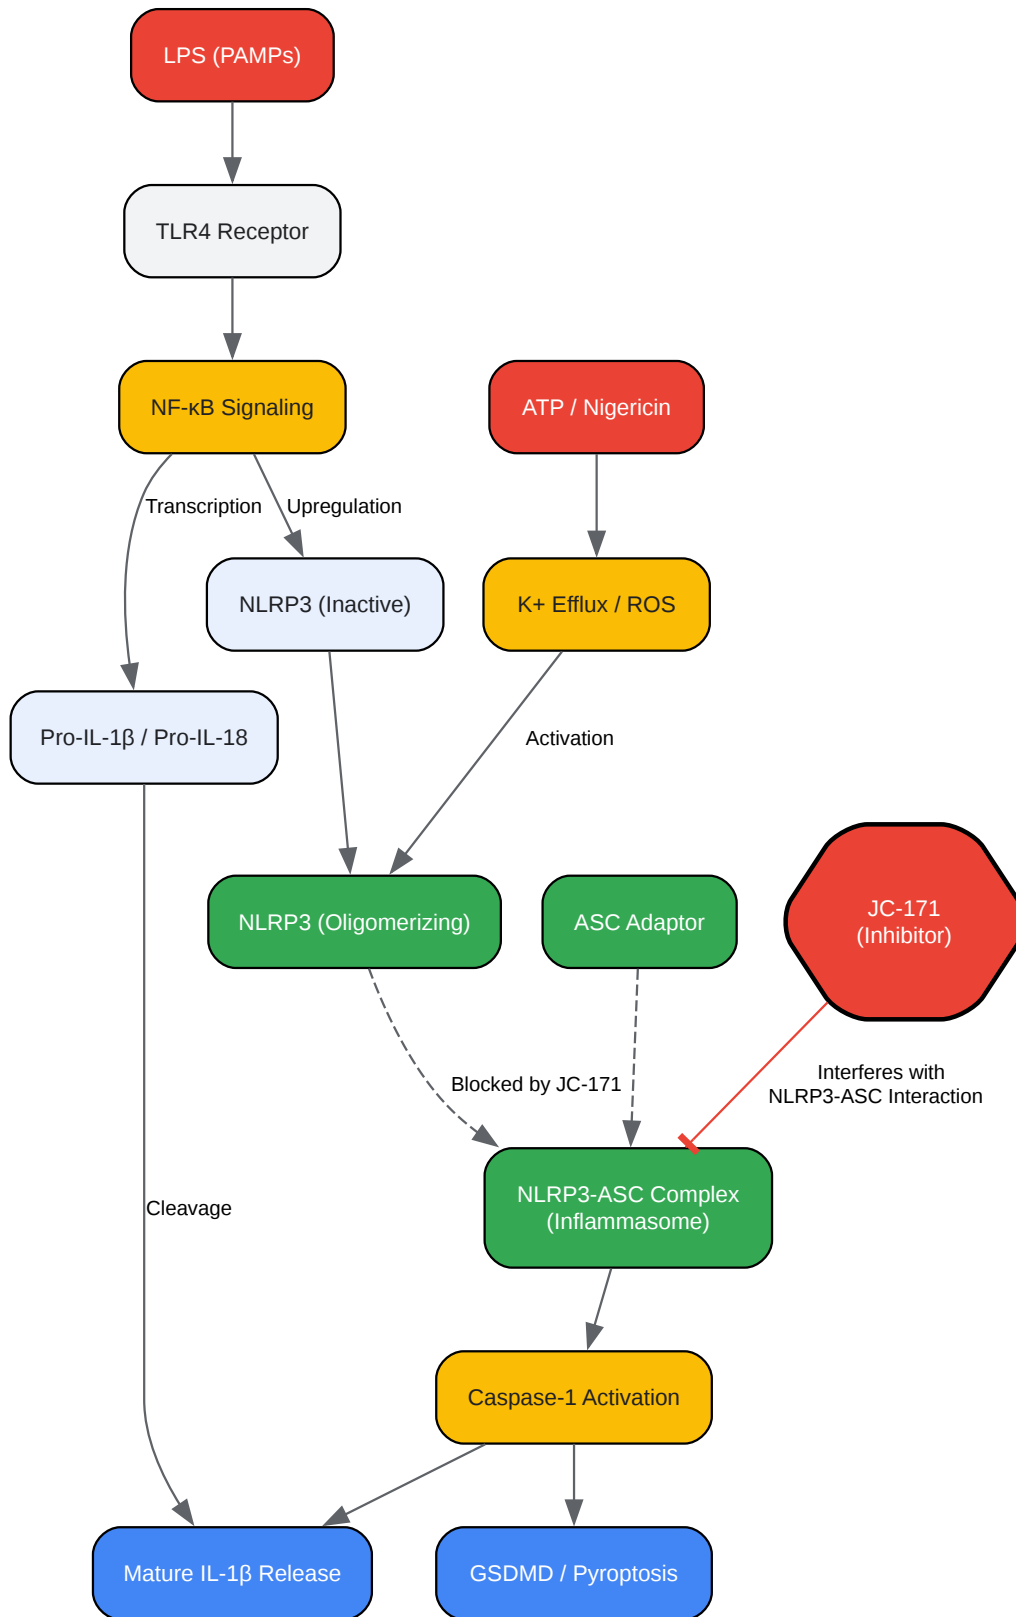 LPS (PAMPs)
TLR4 Receptor
NF-κB Signaling
ATP / Nigericin
Transcription
Upregulation
NLRP3 (Inactive)
K+ Efflux / ROS
Pro-IL-1β / Pro-IL-18
Activation
NLRP3 (Oligomerizing)
ASC Adaptor
JC-171
(Inhibitor)
Blocked by JC-171
Interferes with
NLRP3-ASC Interaction
NLRP3-ASC Complex
(Inflammasome)
Cleavage
Caspase-1 Activation
Mature IL-1β Release
GSDMD / Pyroptosis